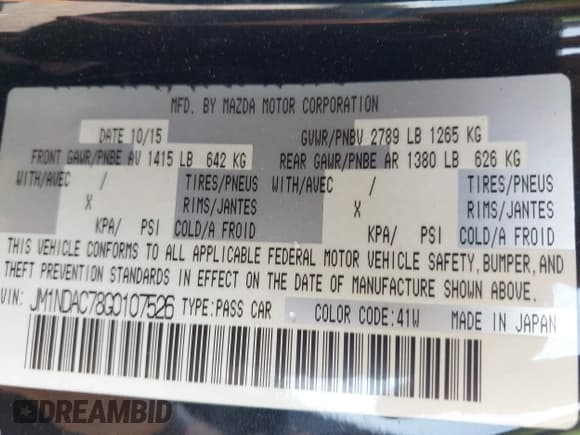 MFD. BY MAZDA MOTOR CORPORATION
DATE 10/15 GVWR/PNBV 2789 LB 1265 KG
FRONT GAWR/PNBE AV 1415 LB 642 KG REAR GAWR/PNBE AR 1380 LB 626 KG
WITH/AVEC / TIRES/PNEUS WITH/AVEC / TIRES/PNEUS
X RIMS/JANTES X RIMS/JANTES
KPA/ PSI COLD/A FROID KPA/ PSI COLD/A FROID
THIS VEHICLE CONFORMS TO ALL APPLICABLE FEDERAL MOTOR VEHICLE SAFETY, BUMPER, AND
THEFT PREVENTION STANDARDS IN EFFECT ON THE DATE OF MANUFACTURE SHOWN ABOVE.
VIN: JM1NDAC78G0107526 TYPE:PASS CAR COLOR CODE:41W MADE IN JAPAN
DREAMBID